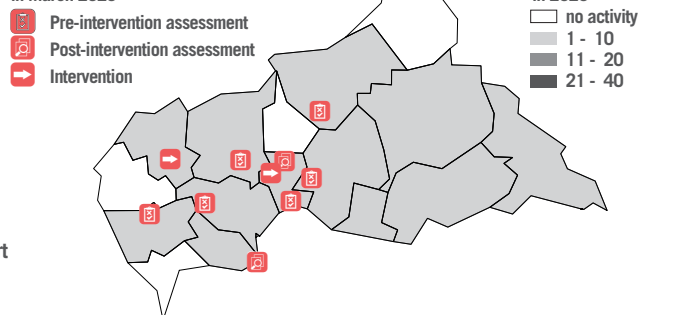 Pre-intervention assessment
Post-intervention assessment
Intervention
no activity
1 - 10
11 - 20
21 - 40